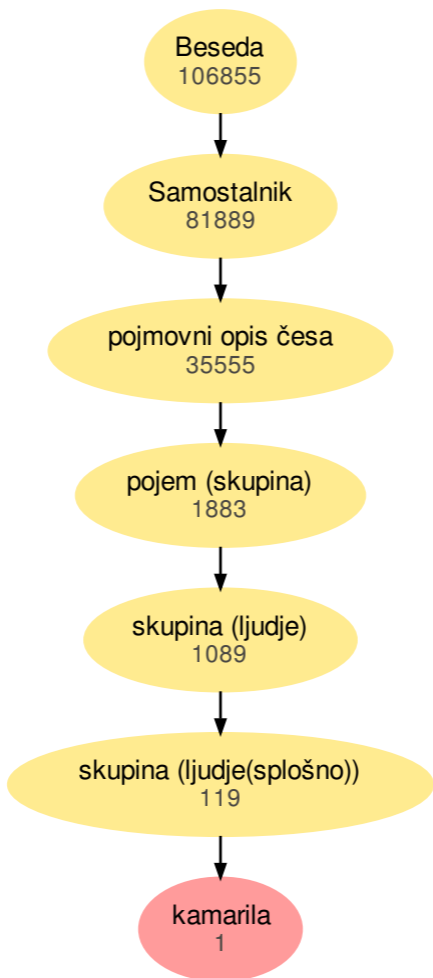 Beseda
106855
Samostalnik
81889
pojmovni opis česa
35555
pojem (skupina)
1883
skupina (ljudje)
1089
skupina (ljudje(splošno))
119
kamarila
1